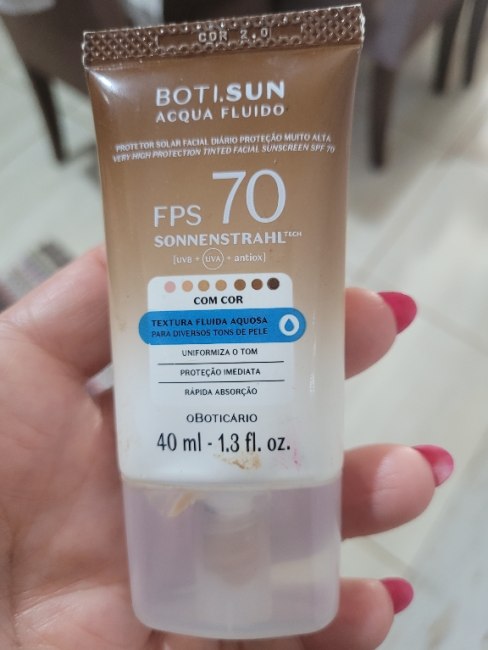 COR 2.0
BOTI.SUN
ACQUA FLUIDO
PROTETOR SOLAR FACIAL DIÁRIO PROTEÇÃO MUITO ALTA
VERY HIGH PROTECTION TINTED FACIAL SUNSCREEN SPF 70
FPS 70
SONNENSTRAHL TECH
[UVB + UVA + antiox]
COM COR
TEXTURA FLUIDA AQUOSA
PARA DIVERSOS TONS DE PELE
UNIFORMIZA O TOM
PROTEÇÃO IMEDIATA
RÁPIDA ABSORÇÃO
OBOTICÁRIO
40 ml - 1.3 fl. oz.